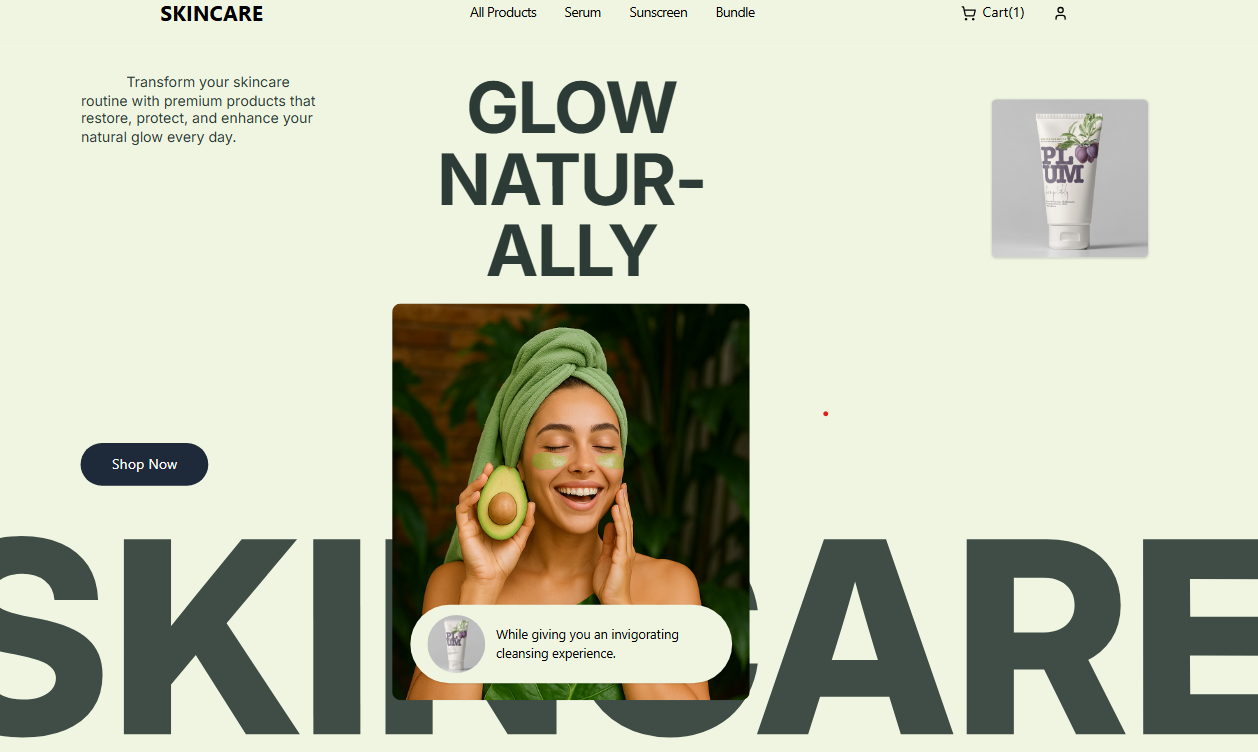 SKINCARE
All Products Serum Sunscreen Bundle
Cart(1)
Transform your skincare
routine with premium products that
restore, protect, and enhance your
natural glow every day.
GLOW
NATUR-
ALLY
PL
UM
Shop Now
While giving you an invigorating
cleansing experience.
PL
UM
SKINCARE